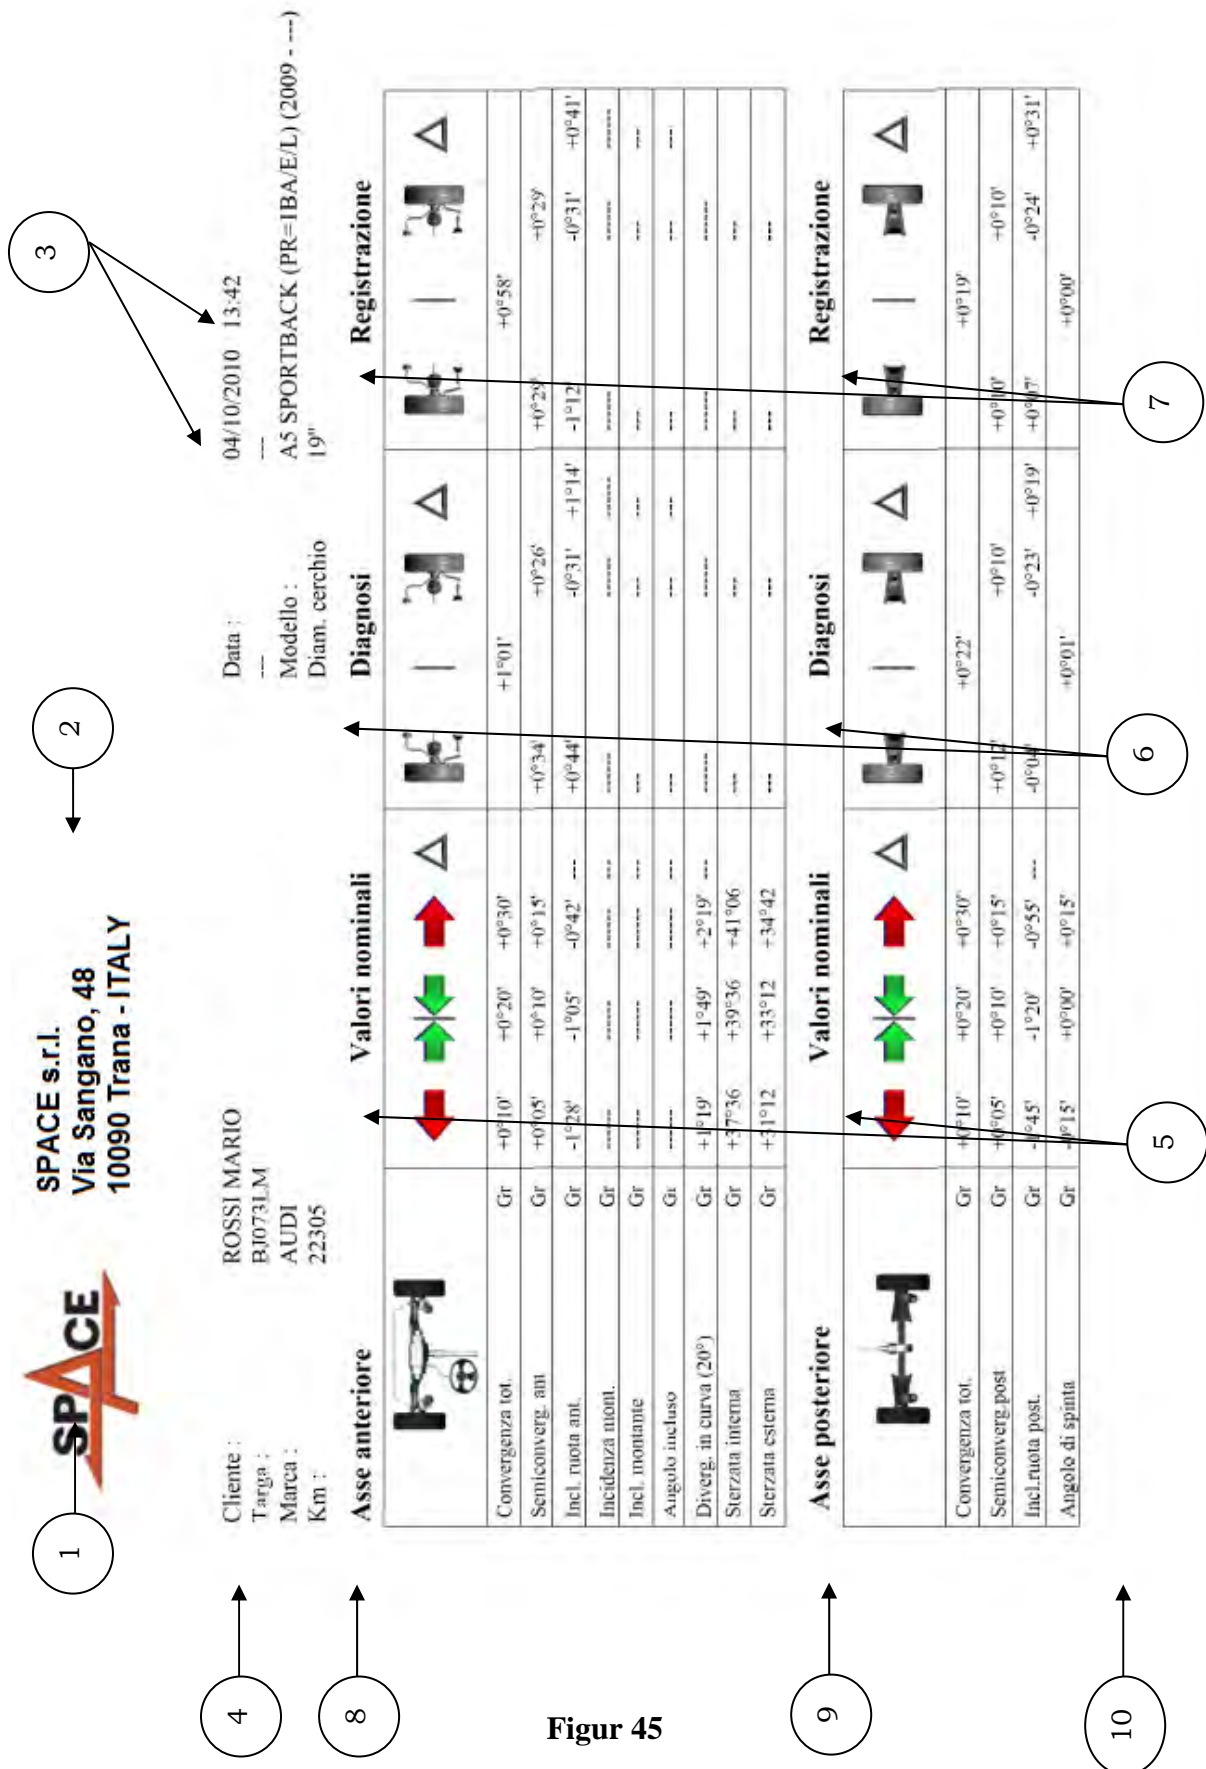 SPACE
SPACE s.r.l.
Via Sangano, 48
10090 Trana - ITALY
1
2
3
Cliente : ROSSI MARIO Data : 04/10/2010 13:42
Targa : BJ073LM --- ---
Marca : AUDI Modello : A5 SPORTBACK (PR=1BA/E/L) (2009 - ---)
Km : 22305 Diam. cerchio 19"
4
8
Asse anteriore Valori nominali Diagnosi Registrazione
Convergenza tot. Gr +0°10' +0°20' +0°30' +1°01' +0°58'
Semiconverg. ant Gr +0°05' +0°10' +0°15' +0°34' +0°26' +0°29' +0°29'
Incl. ruota ant. Gr -1°28' -1°05' -0°42' --- +0°44' -0°31' +1°14' -1°12' -0°31' +0°41'
Incidenza mont. Gr ------ ------ ------ --- ------ ------ ------ ------ ------ ------
Incl. montante Gr ------ ------ ------ --- --- --- --- --- --- ---
Angolo incluso Gr ------ ------ ------ --- --- --- --- --- --- ---
Diverg. in curva (20°) Gr +1°19' +1°49' +2°19' --- ------ ------ ------ ------
Sterzata interna Gr +37°36 +39°36 +41°06 --- --- --- ---
Sterzata esterna Gr +31°12 +33°12 +34°42 --- --- --- ---
9
Asse posteriore Valori nominali Diagnosi Registrazione
Convergenza tot. Gr +0°10' +0°20' +0°30' +0°22' +0°19'
Semiconverg.post Gr +0°05' +0°10' +0°15' +0°12' +0°10' +0°10' +0°10'
Incl.ruota post. Gr -1°45' -1°20' -0°55' --- -0°04' -0°23' +0°19' +0°07' -0°24' +0°31'
Angolo di spinta Gr -0°15' +0°00' +0°15' +0°01' +0°00'
10
5
6
7
Figur 45